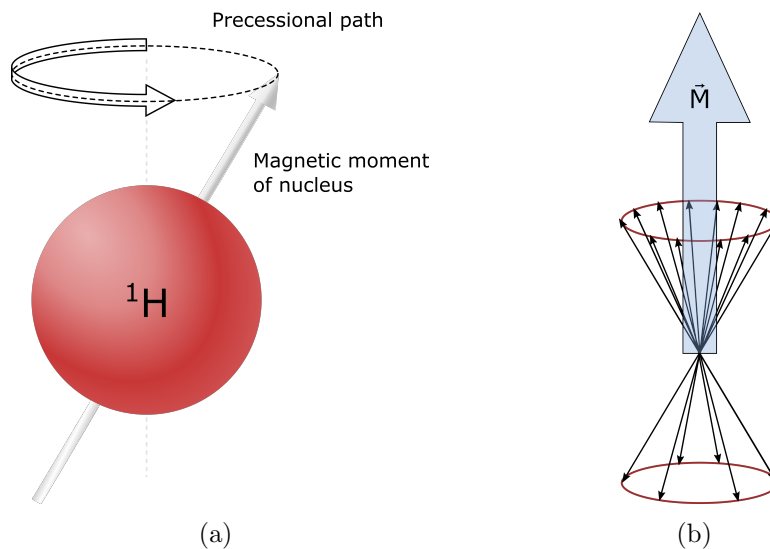 Precessional path
Magnetic moment
of nucleus
¹H
M⃗
(a)
(b)